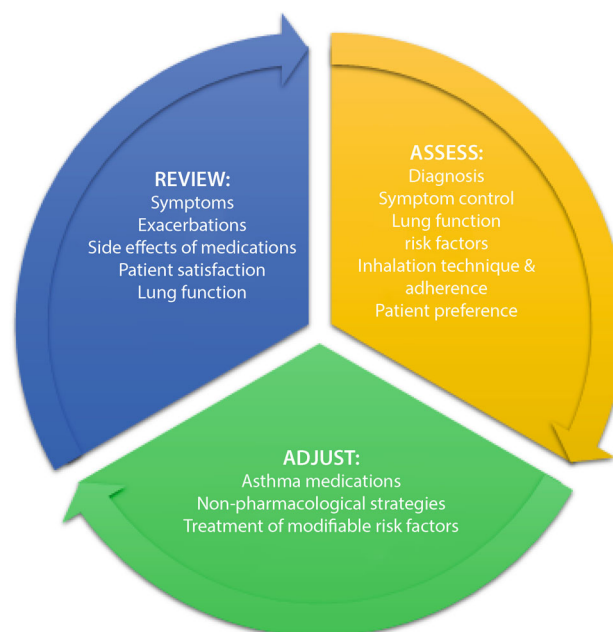 REVIEW:
Symptoms
Exacerbations
Side effects of medications
Patient satisfaction
Lung function
ASSESS:
Diagnosis
Symptom control
Lung function
risk factors
Inhalation technique &
adherence
Patient preference
ADJUST:
Asthma medications
Non-pharmacological strategies
Treatment of modifiable risk factors